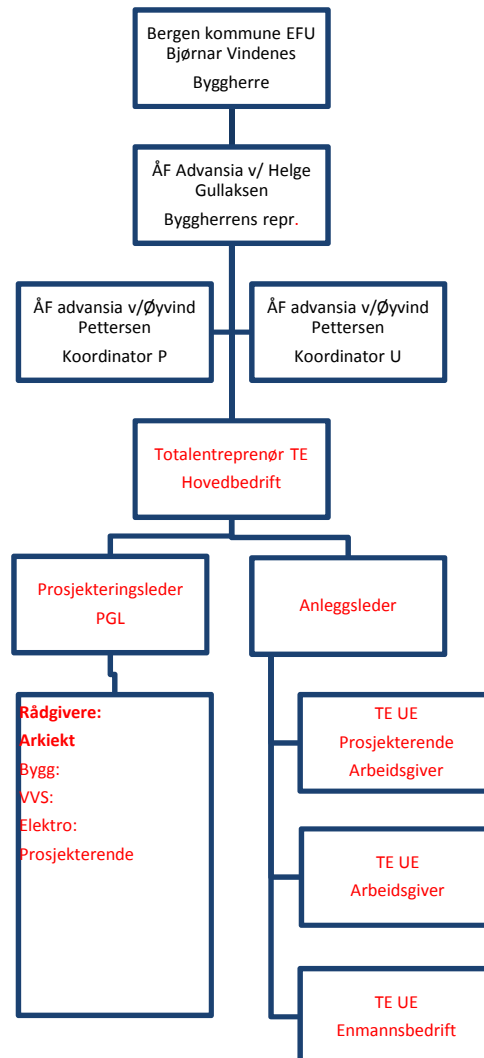 Bergen kommune EFU
Bjørnar Vindenes
Byggherre
ÅF Advansia v/ Helge
Gullaksen
Byggherrens repr.
ÅF advansia v/Øyvind
Pettersen
Koordinator P
ÅF advansia v/Øyvind
Pettersen
Koordinator U
Totalentreprenør TE
Hovedbedrift
Prosjekteringsleder
PGL
Anleggsleder
Rådgivere:
Arkiekt
Bygg:
VVS:
Elektro:
Prosjekterende
TE UE
Prosjekterende
Arbeidsgiver
TE UE
Arbeidsgiver
TE UE
Enmannsbedrift